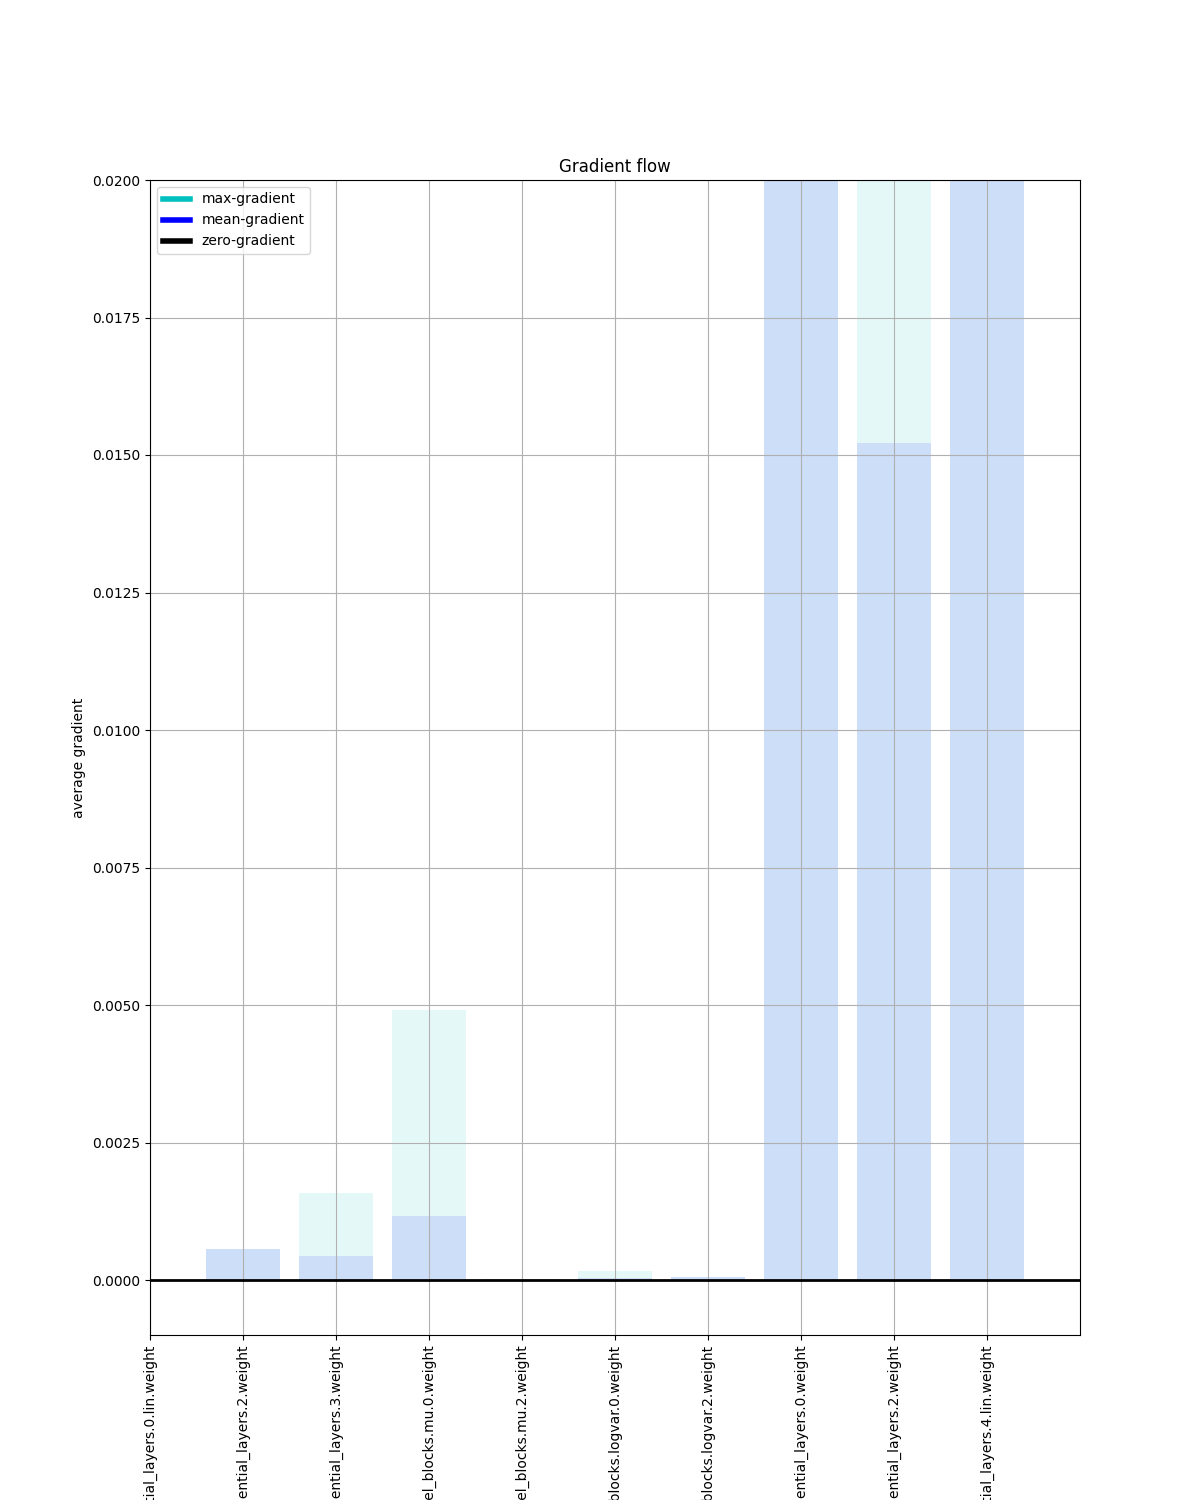 Gradient flow
max-gradient
mean-gradient
zero-gradient
average gradient
0.0200
0.0175
0.0150
0.0125
0.0100
0.0075
0.0050
0.0025
0.0000
tial_layers.0.lin.weight
ential_layers.2.weight
ential_layers.3.weight
el_blocks.mu.0.weight
el_blocks.mu.2.weight
blocks.logvar.0.weight
blocks.logvar.2.weight
ential_layers.0.weight
ential_layers.2.weight
tial_layers.4.lin.weight